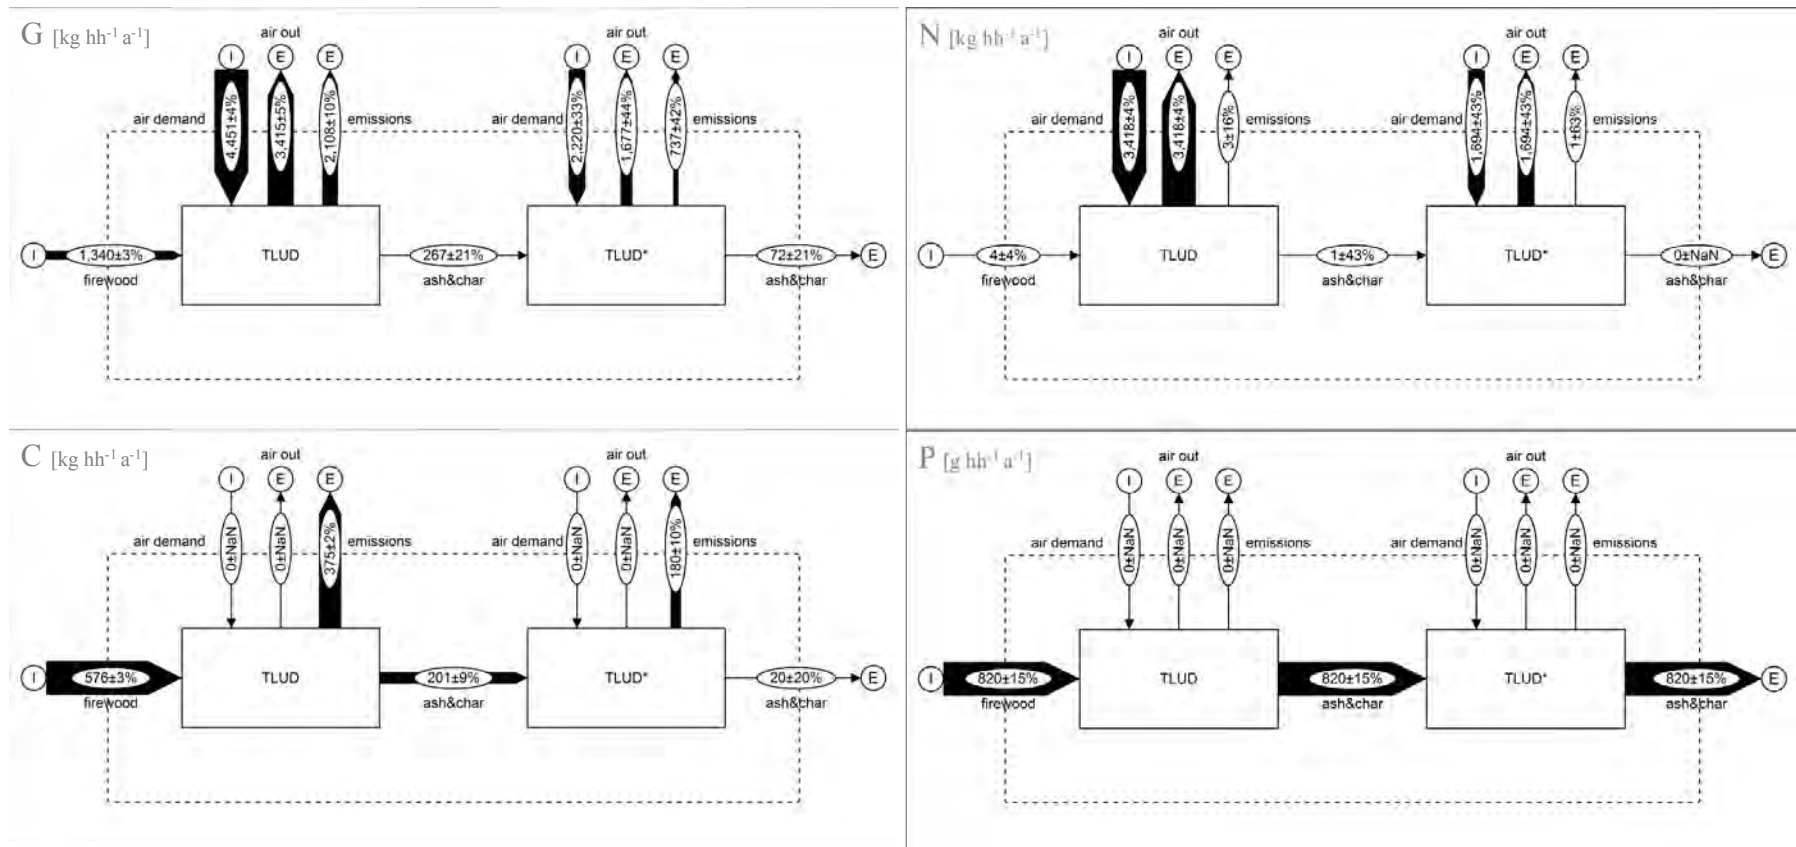 G [kg hh⁻¹ a⁻¹]
air out
I E E I E E
4,451±4% 3,415±5% 2,108±10% 2,220±33% 1,677±44% 737±42%
air demand emissions air demand emissions
I 1,340±3% TLUD 267±21% TLUD* 72±21% E
firewood ash&char ash&char
air out
N [kg hh⁻¹ a⁻¹]
air out
I E E I E E
3,418±4% 3,418±4% 3±16% 1,694±43% 1,694±43% 1±63%
air demand emissions air demand emissions
I 4±4% TLUD 1±43% TLUD* 0±NaN E
firewood ash&char ash&char
air out
C [kg hh⁻¹ a⁻¹]
air out
I E E I E E
0±NaN 0±NaN 375±2% 0±NaN 0±NaN 180±10%
air demand emissions air demand emissions
I 576±3% TLUD 201±9% TLUD* 20±20% E
firewood ash&char ash&char
air out
P [g hh⁻¹ a⁻¹]
air out
I E E I E E
0±NaN 0±NaN 0±NaN 0±NaN 0±NaN 0±NaN
air demand emissions air demand emissions
I 820±15% TLUD 820±15% TLUD* 820±15% E
firewood ash&char ash&char
air out